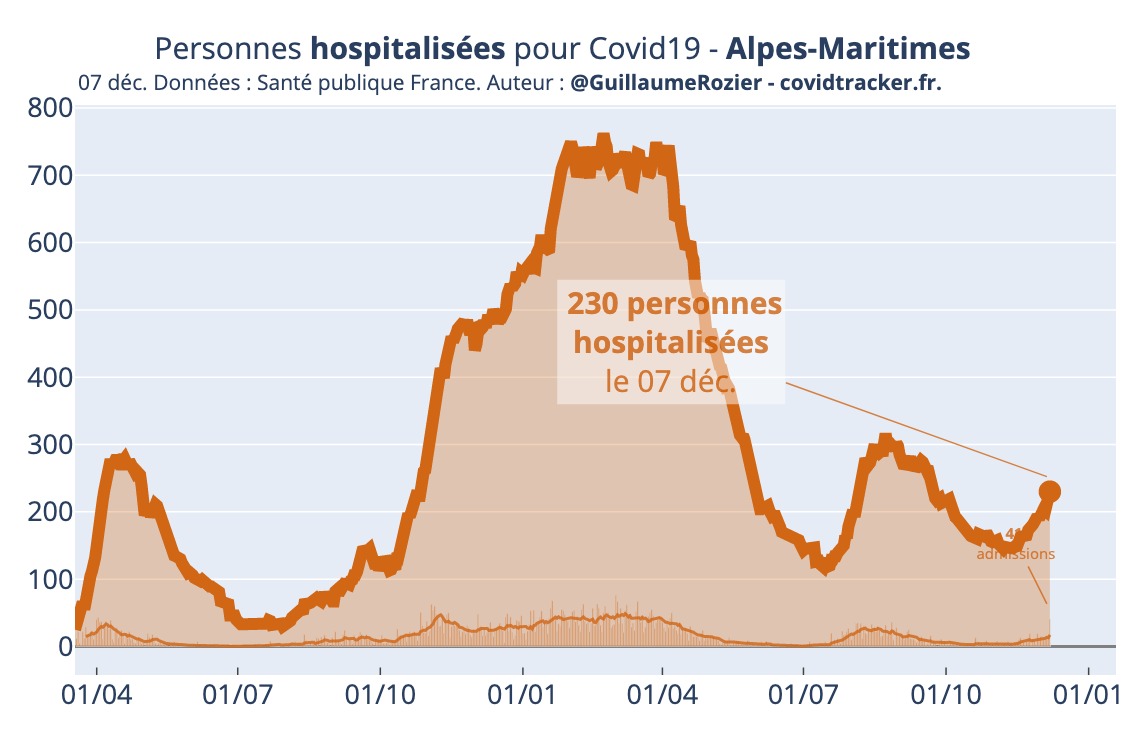 Personnes hospitalisées pour Covid19 - Alpes-Maritimes
07 déc. Données : Santé publique France. Auteur : @GuillaumeRozier - covidtracker.fr.
800
700
600
500
400
300
200
100
0
230 personnes
hospitalisées
le 07 déc.
admissions
01/04
01/07
01/10
01/01
01/04
01/07
01/10
01/01